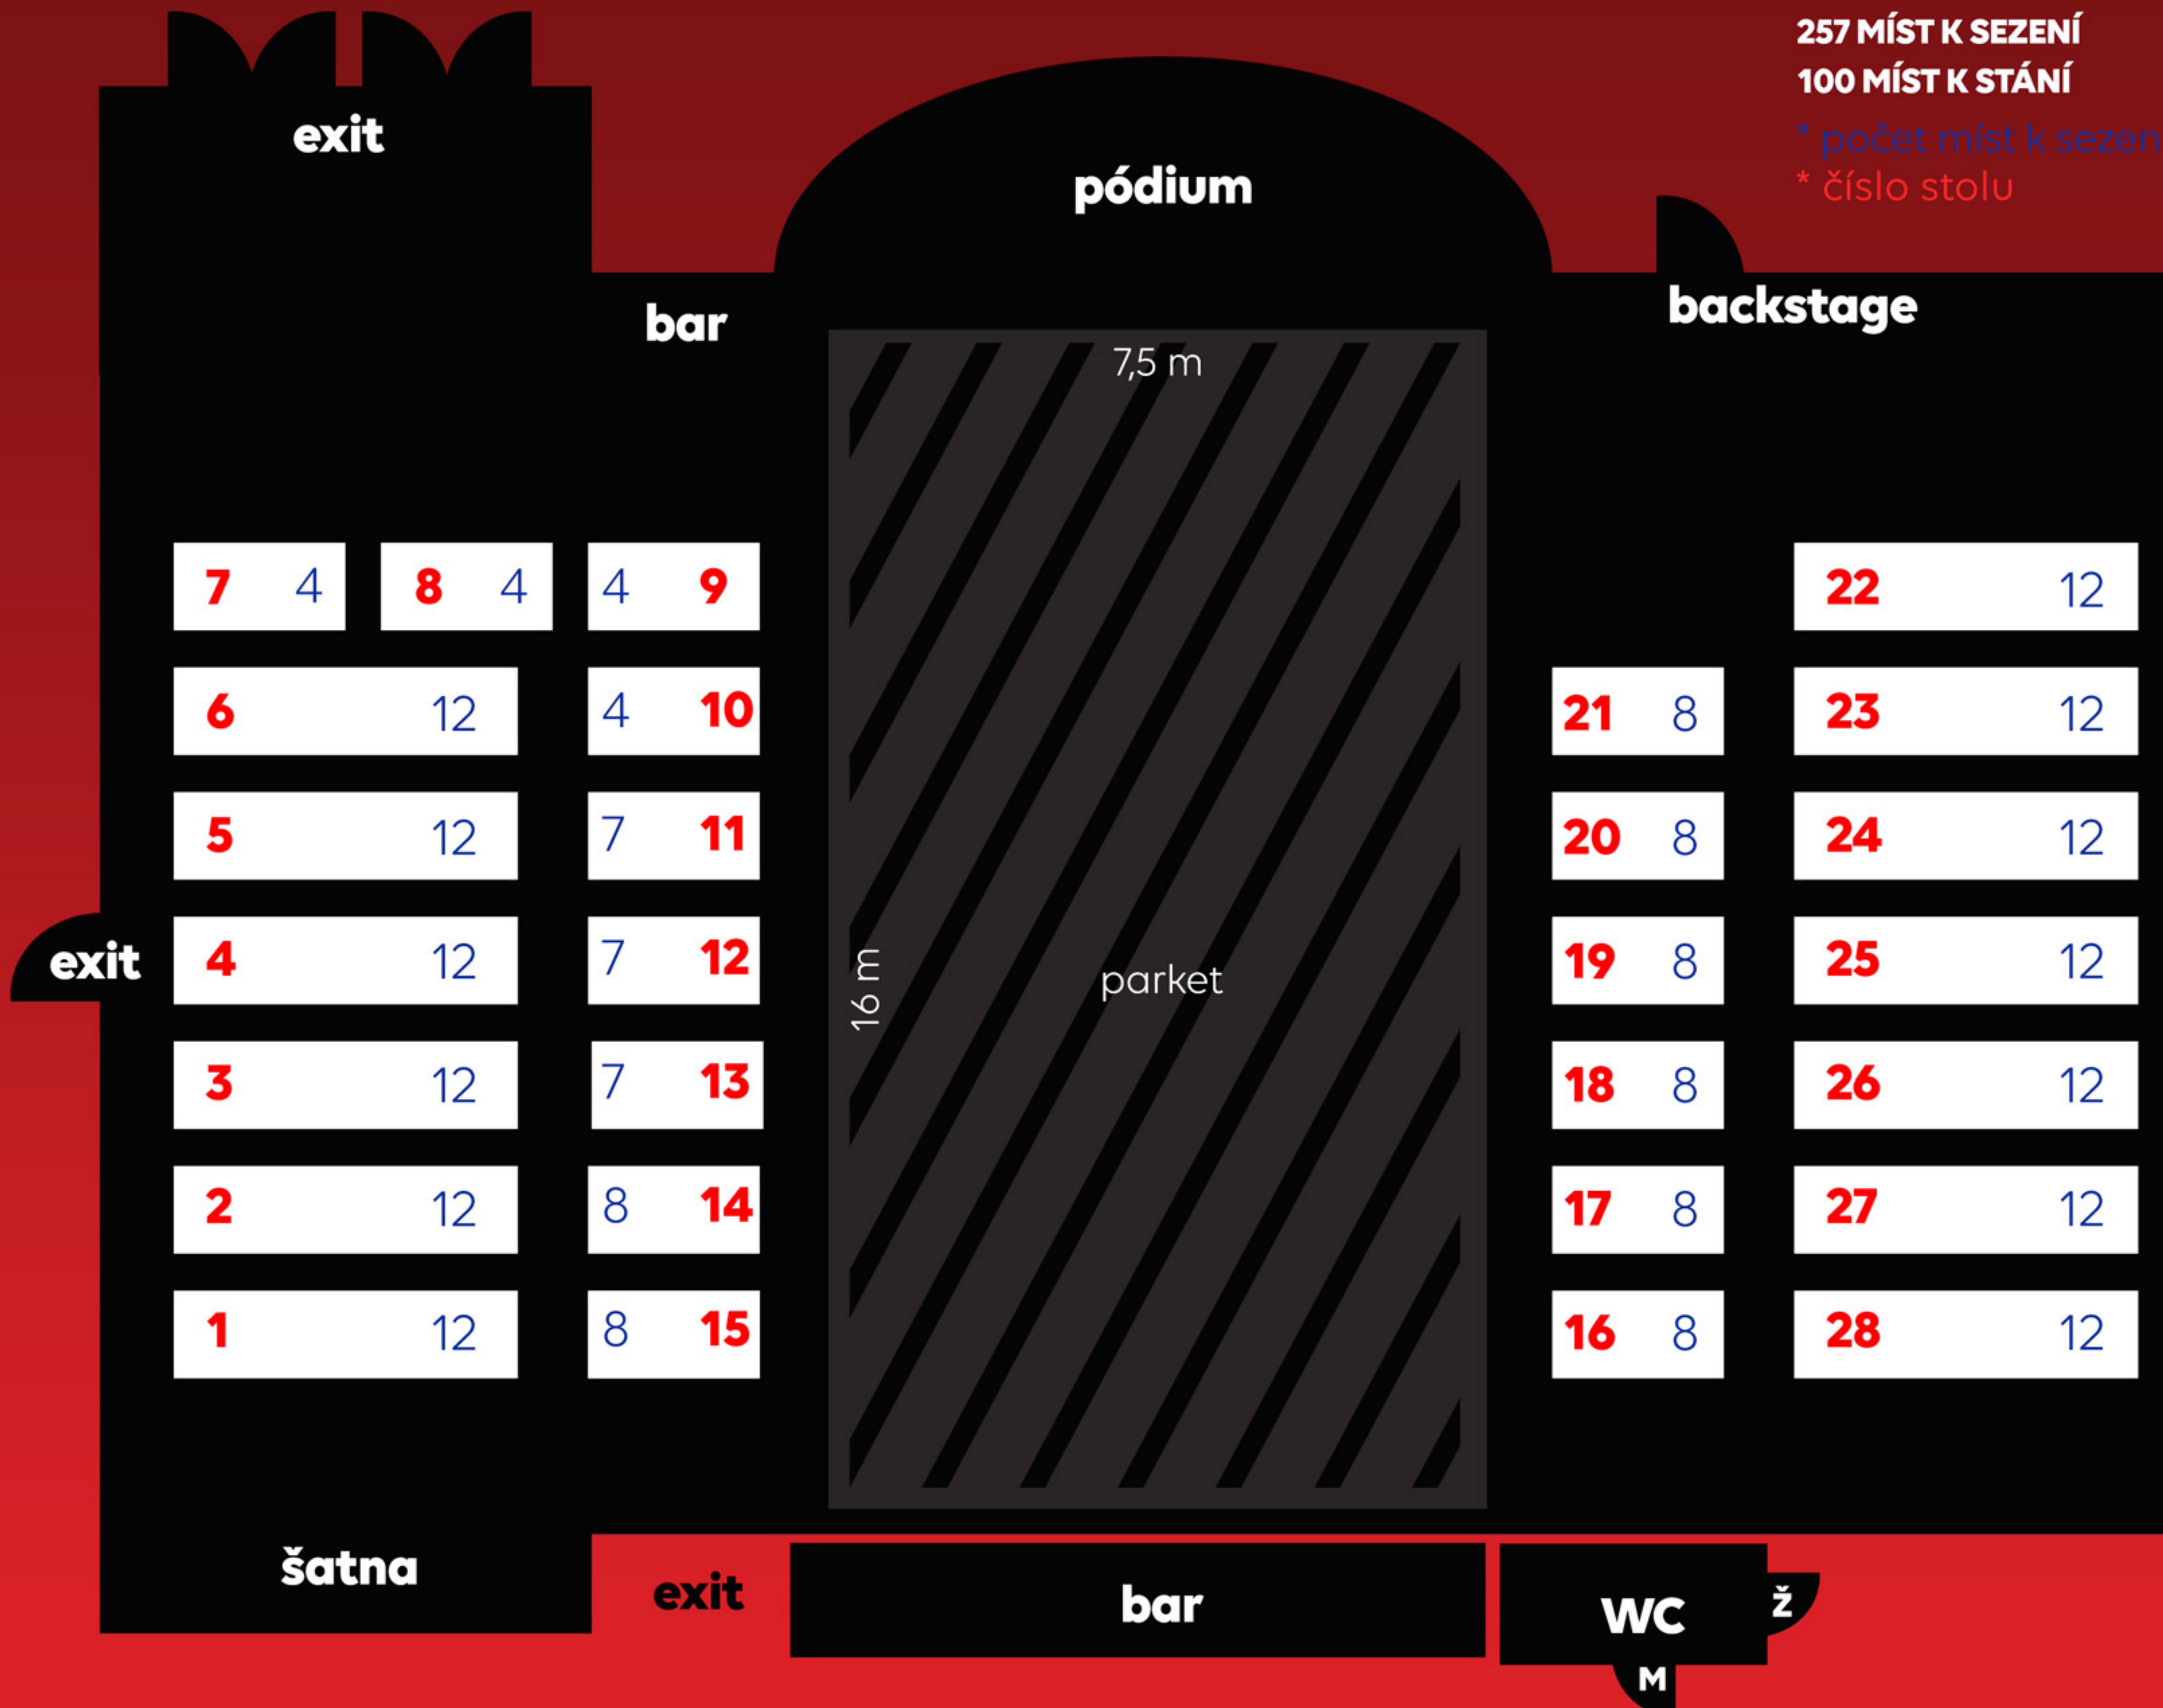 257 MÍST K SEZENÍ
100 MÍST K STÁNÍ
* počet míst k sezen
* číslo stolu
exit
pódium
bar
backstage
7,5 m
7 4 8 4 4 9 22 12
6 12 4 10 21 8 23 12
5 12 7 11 20 8 24 12
exit 4 12 7 12 16 m parket 19 8 25 12
3 12 7 13 18 8 26 12
2 12 8 14 17 8 27 12
1 12 8 15 16 8 28 12
šatna
exit
bar
WC
Ž
M